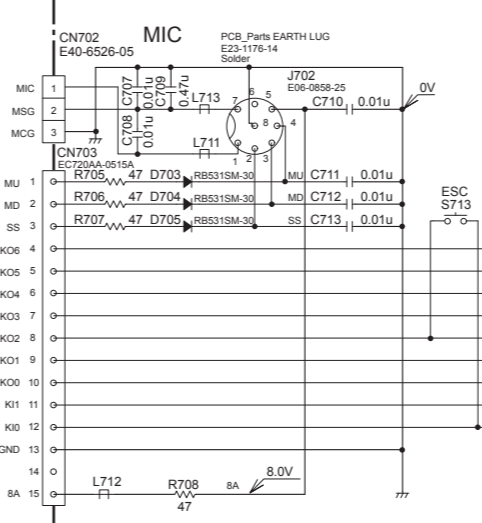 CN702
E40-6526-05
MIC
PCB_Parts EARTH LUG
E23-1176-14
Solder
J702
E06-0858-25
MIC 1
MSG 2
MCG 3
C707
0.01u
C709
0.47u
C708
0.01u
L713
L711
7 6 5
8 4
1 2 3
C710 0.01u
0V
CN703
EC720AA-0515A
MU 1 R705 47 D703 RB531SM-30 MU C711 0.01u
MD 2 R706 47 D704 RB531SM-30 MD C712 0.01u
SS 3 R707 47 D705 RB531SM-30 SS C713 0.01u
ESC
S713
KO6 4
KO5 5
KO4 6
KO3 7
KO2 8
KO1 9
KO0 10
KI1 11
KI0 12
GND 13
14
8A 15
L712
R708
47
8A
8.0V